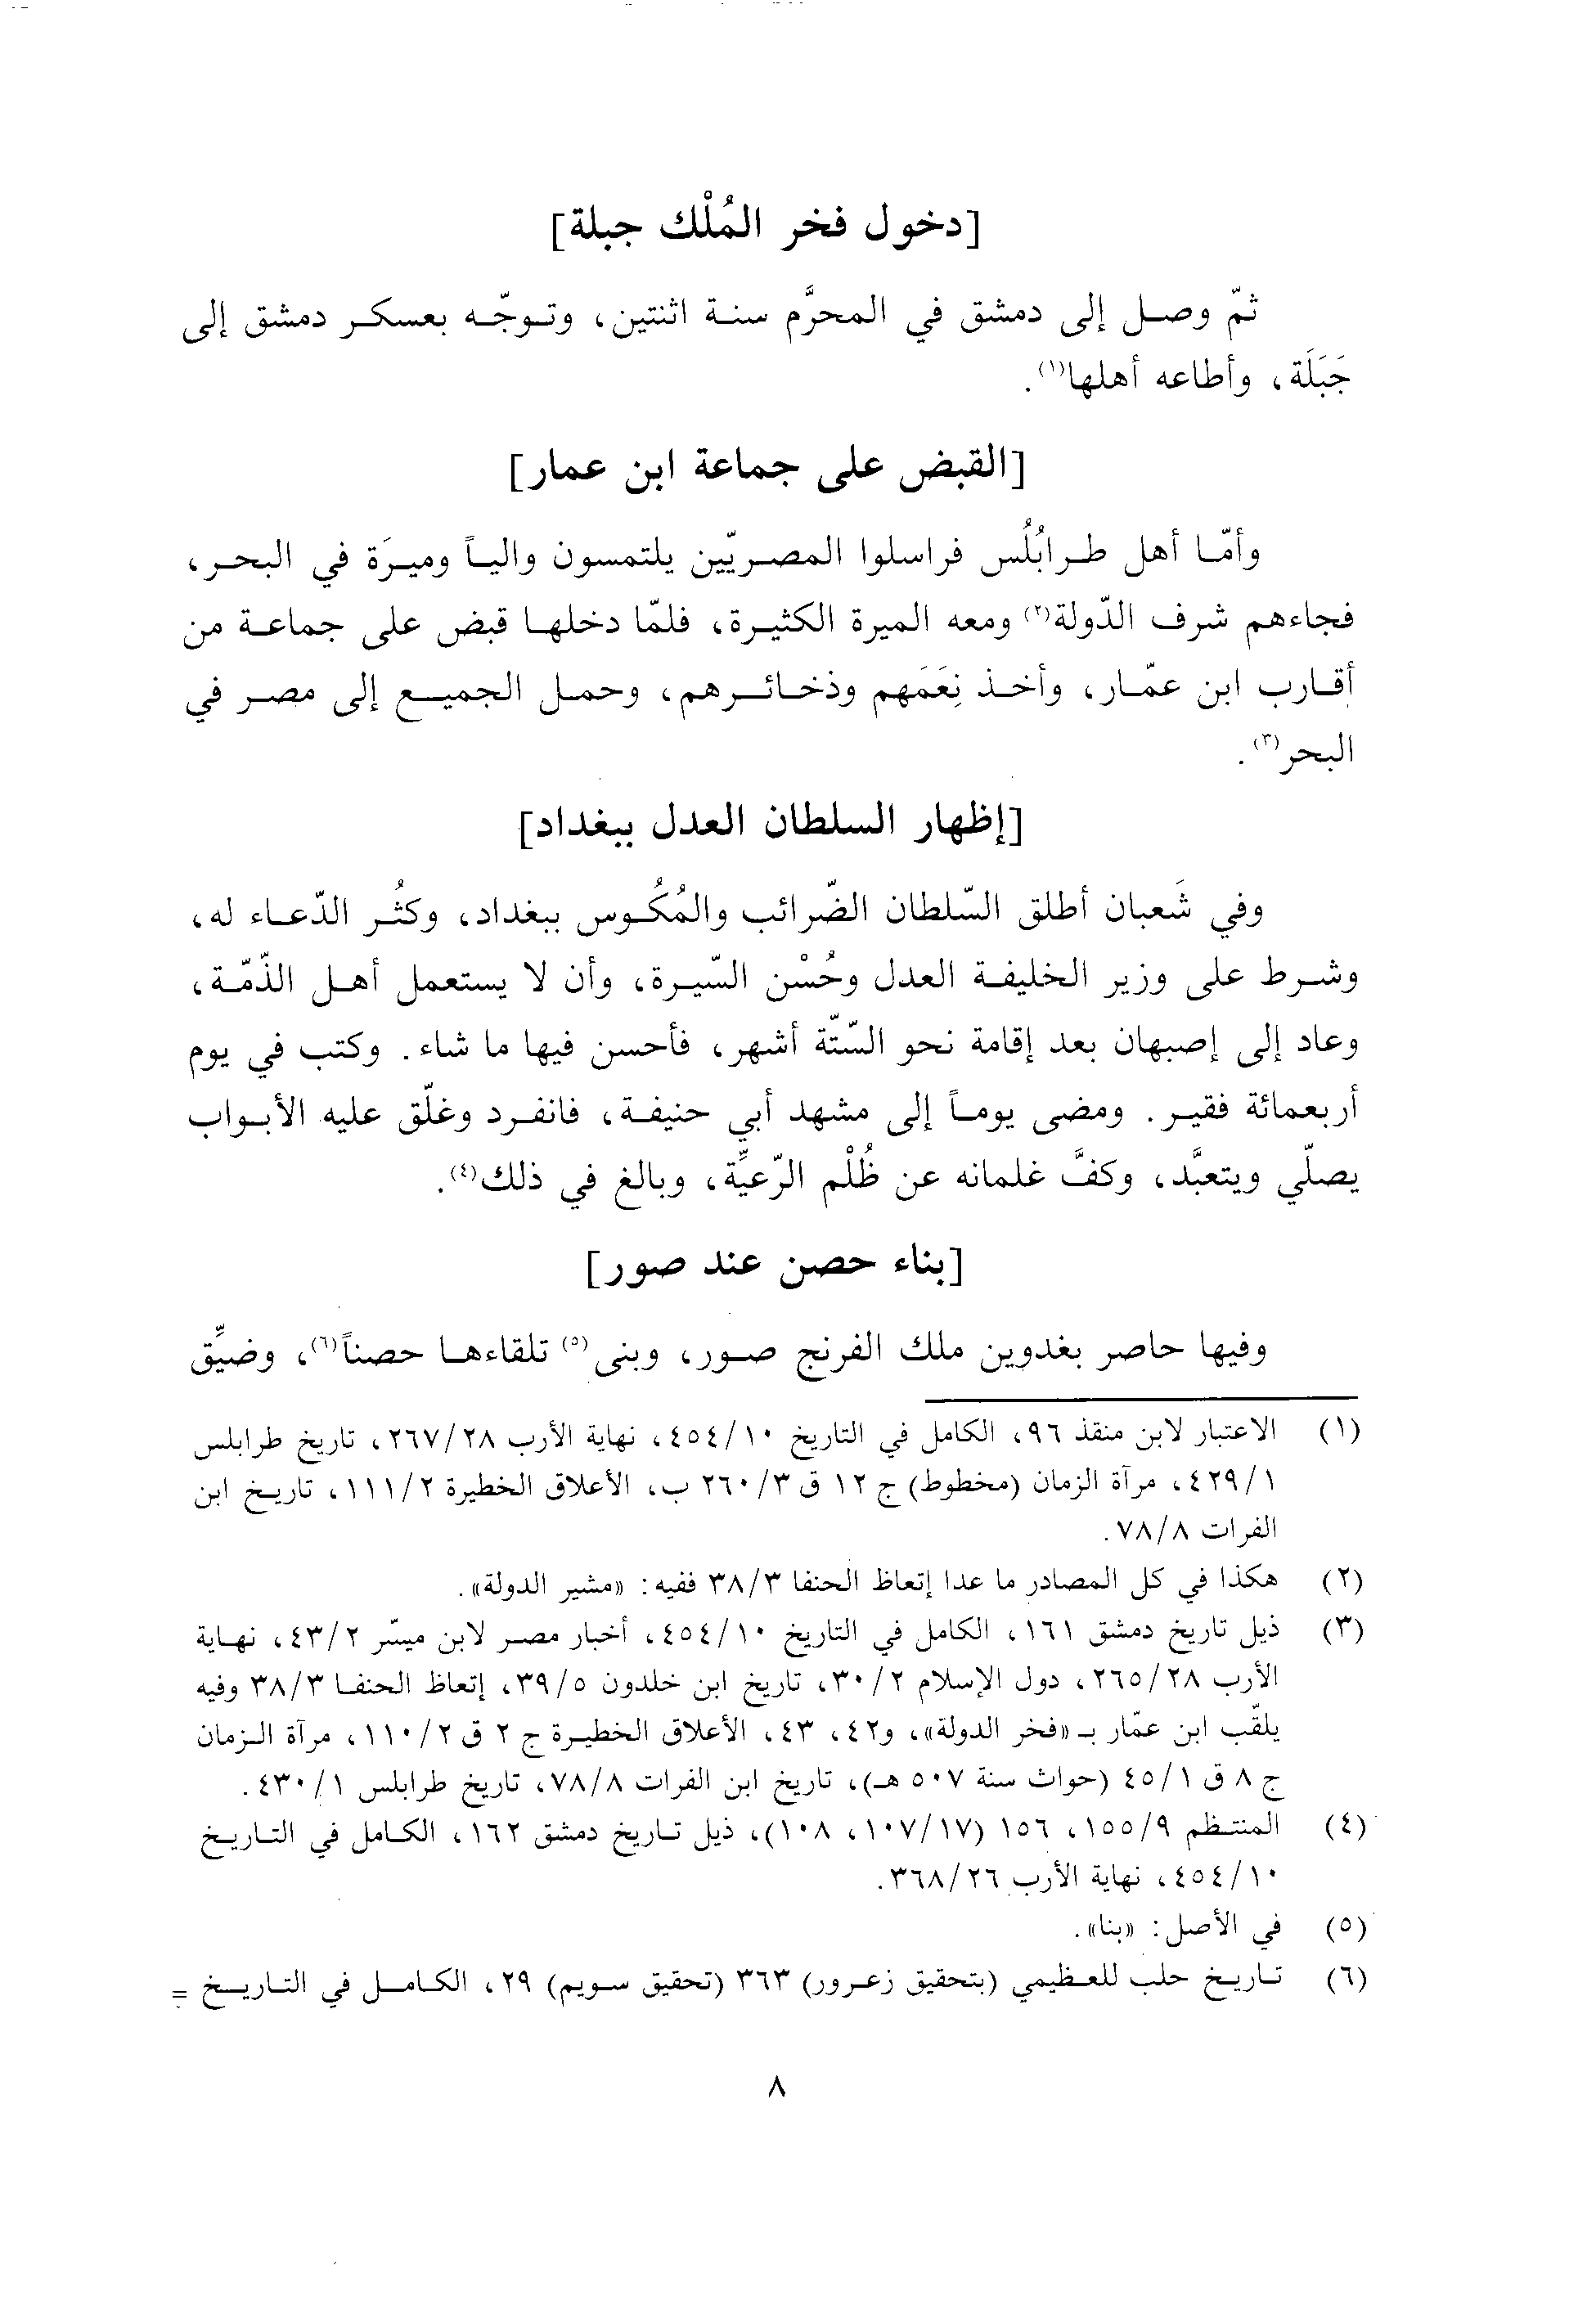 [دخول فخر المُلْك جبلة]
ثمّ وصل إلى دمشق في المحرَّم سنة اثنتين، وتوجّه بعسكر دمشق إلى
جَبَلَة، وأطاعه أهلها(١).
[القبض على جماعة ابن عمار]
وأمّا أهل طرابُلُس فراسلوا المصريّين يلتمسون والياً وميرَة في البحر،
فجاءهم شرف الدّولة(٢) ومعه الميرة الكثيرة، فلمّا دخلها قبض على جماعة من
أقارب ابن عمّار، وأخذ نِعَمَهم وذخائرهم، وحمل الجميع إلى مصر في
البحر(٣).
[إظهار السلطان العدل ببغداد]
وفي شَعبان أطلق السّلطان الضّرائب والمُكُوس ببغداد، وكثُر الدّعاء له،
وشرط على وزير الخليفة العدل وحُسْن السّيرة، وأن لا يستعمل أهل الذّمّة،
وعاد إلى إصبهان بعد إقامة نحو السّتّة أشهر، فأحسن فيها ما شاء. وكتب في يوم
أربعمائة فقير. ومضى يوماً إلى مشهد أبي حنيفة، فانفرد وغلّق عليه الأبواب
يصلّي ويتعبَّد، وكفَّ غلمانه عن ظُلْم الرّعيِّة، وبالغ في ذلك(٤).
[بناء حصن عند صور]
وفيها حاصر بغدوين ملك الفرنج صور، وبنى(٥) تلقاءها حصناً(٦)، وضيِّق
(١) الاعتبار لابن منقذ ٩٦، الكامل في التاريخ ٤٥٤/١٠، نهاية الأرب ٢٦٧/٢٨، تاريخ طرابلس
٤٢٩/١، مرآة الزمان (مخطوط) ج ١٢ ق ٢٦٠/٣ ب، الأعلاق الخطيرة ١١١/٢، تاريخ ابن
الفرات ٧٨/٨.
(٢) هكذا في كل المصادر ما عدا إتعاظ الحنفا ٣٨/٣ ففيه: «مشير الدولة».
(٣) ذيل تاريخ دمشق ١٦١، الكامل في التاريخ ٤٥٤/١٠، أخبار مصر لابن ميسّر ٤٣/٢، نهاية
الأرب ٢٦٥/٢٨، دول الإسلام ٣٠/٢، تاريخ ابن خلدون ٣٩/٥، إتعاظ الحنفا ٣٨/٣ وفيه
يلقّب ابن عمّار بـ «فخر الدولة»، و٤٢، ٤٣، الأعلاق الخطيرة ج ٢ ق ١١٠/٢، مرآة الزمان
ج ٨ ق ٤٥/١ (حواث سنة ٥٠٧ هـ)، تاريخ ابن الفرات ٧٨/٨، تاريخ طرابلس ٤٣٠/١.
(٤) المنتظم ١٥٥/٩، ١٥٦ (١٠٧/١٧، ١٠٨)، ذيل تاريخ دمشق ١٦٢، الكامل في التاريخ
٤٥٤/١٠، نهاية الأرب ٣٦٨/٢٦.
(٥) في الأصل: «بنا».
(٦) تاريخ حلب للعظيمي (بتحقيق زعرور) ٣٦٣ (تحقيق سويم) ٢٩، الكامل في التاريخ =
٨